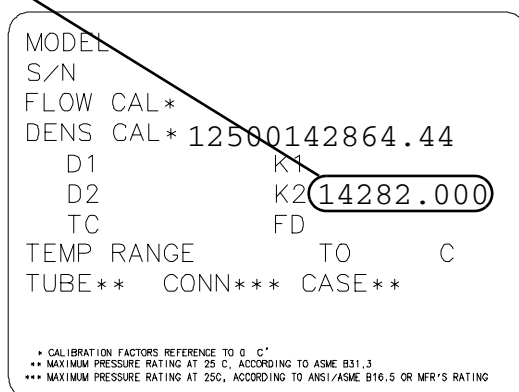 MODEL
S/N
FLOW CAL*
DENS CAL* 12500142864.44
D1 K1
D2 K2 14282.000
TC FD
TEMP RANGE TO C
TUBE** CONN*** CASE**
* CALIBRATION FACTORS REFERENCE TO 0 C
** MAXIMUM PRESSURE RATING AT 25 C, ACCORDING TO ASME B31,3
*** MAXIMUM PRESSURE RATING AT 25C, ACCORDING TO ANSI/ASME B16.5 OR MFR'S RATING